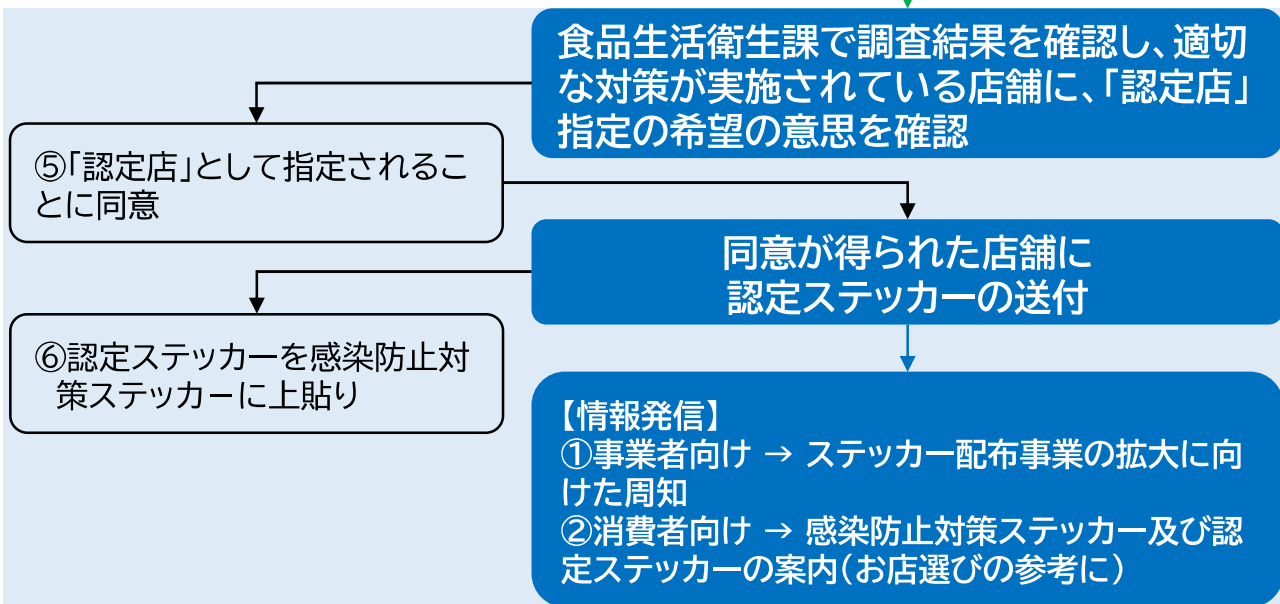 食品生活衛生課で調査結果を確認し、適切
な対策が実施されている店舗に、「認定店」
指定の希望の意思を確認
⑤「認定店」として指定されるこ
とに同意
同意が得られた店舗に
認定ステッカーの送付
⑥認定ステッカーを感染防止対
策ステッカーに上貼り
【情報発信】
①事業者向け → ステッカー配布事業の拡大に向
けた周知
②消費者向け → 感染防止対策ステッカー及び認
定ステッカーの案内(お店選びの参考に)